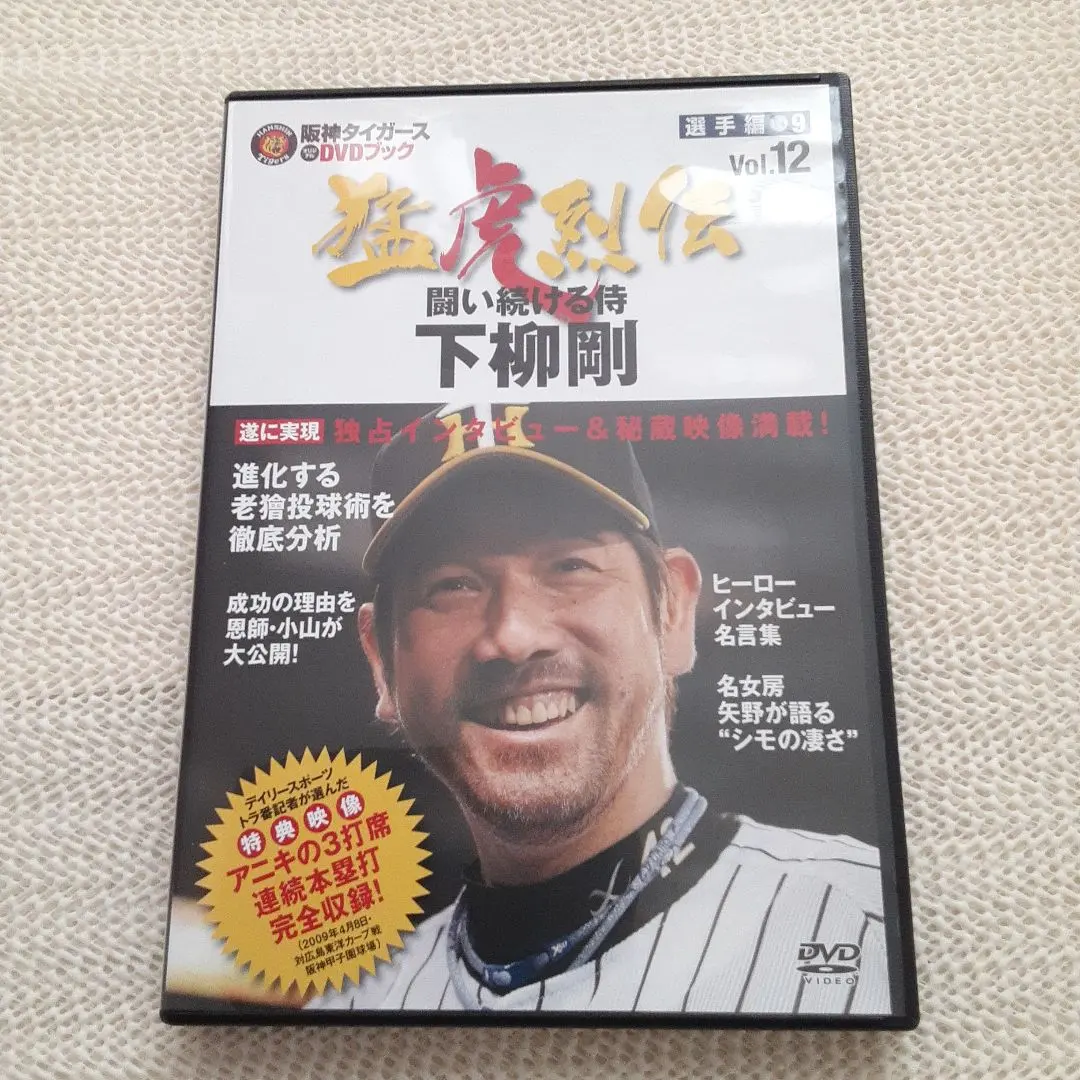 HANSHIN
Tigers
阪神タイガース
オリジナル DVDブック
選手編 9
Vol.12
猛虎烈伝
闘い続ける侍
下柳剛
遂に実現 独占インタビュー&秘蔵映像満載!
進化する
老獪投球術を
徹底分析
成功の理由を
恩師・小山が
大公開!
ヒーロー
インタビュー
名言集
名女房
矢野が語る
“シモの凄さ”
デイリースポーツ
トラ番記者が選んだ
特典映像
アニキの3打席
連続本塁打
完全収録!
(2009年4月8日・
対広島東洋カープ戦
阪神甲子園球場)
42
DVD
VIDEO